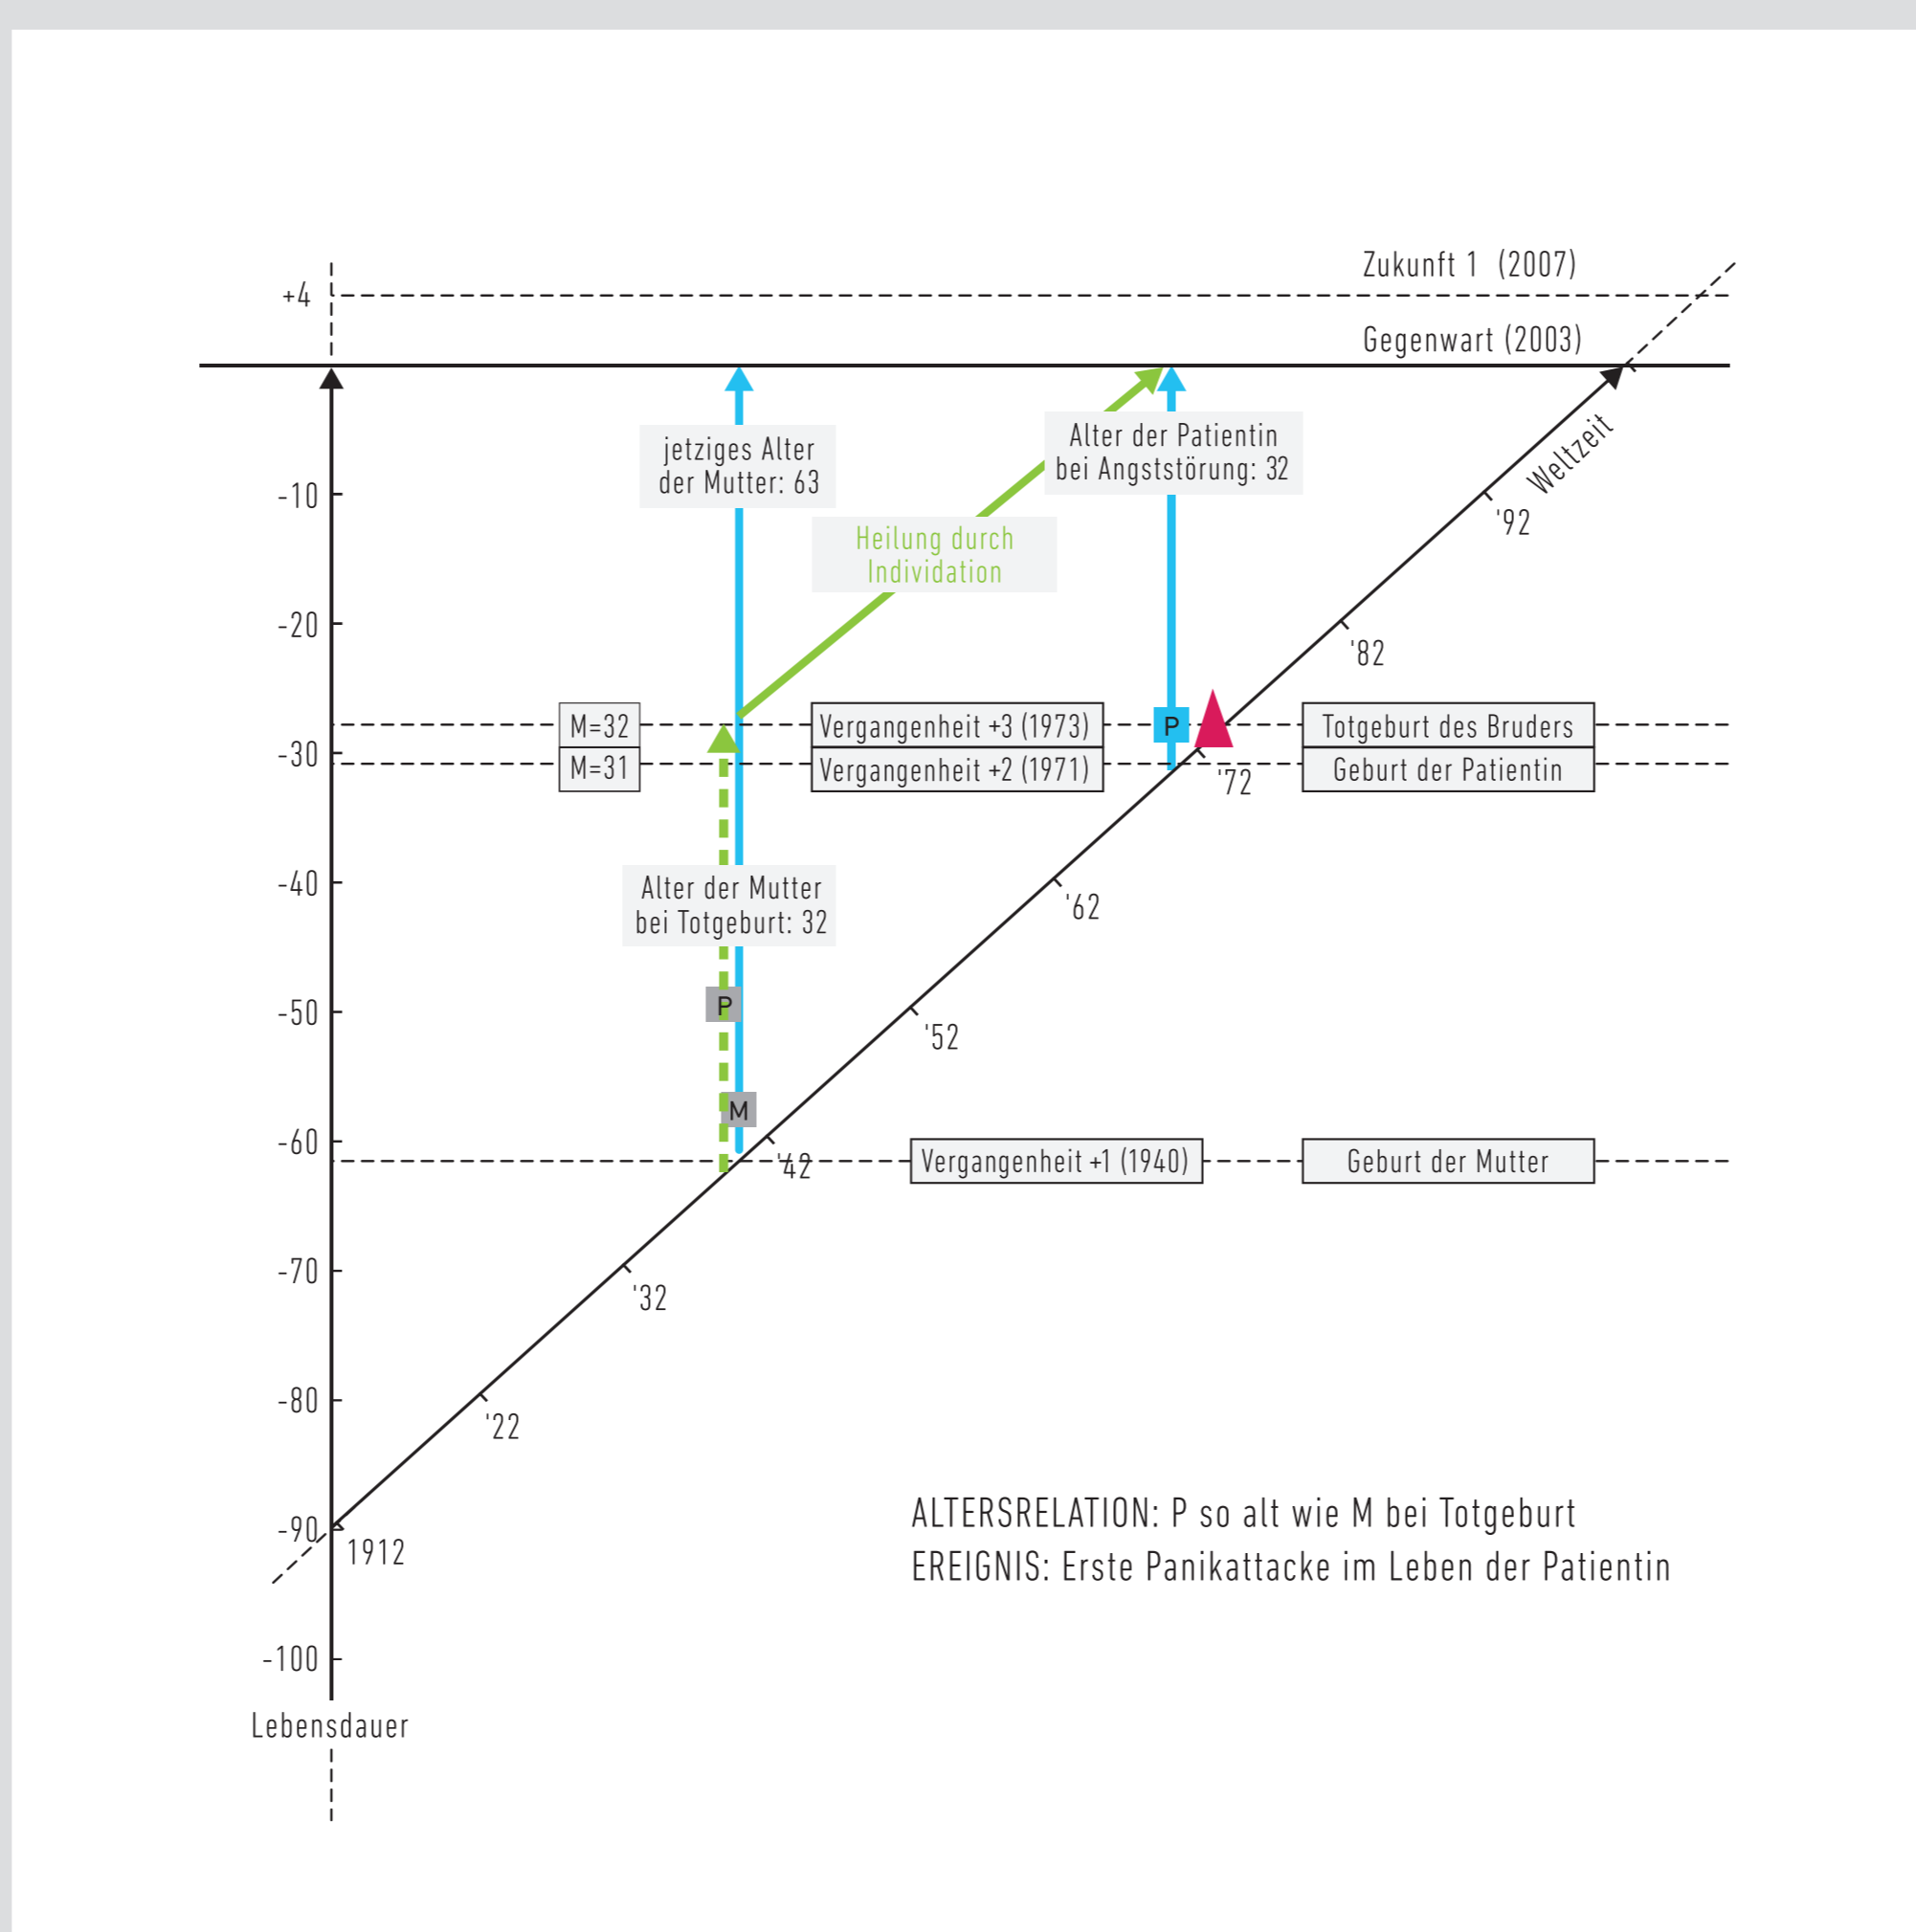 Zukunft 1 (2007)
+4
Gegenwart (2003)
Weltzeit
jetziges Alter
der Mutter: 63
Alter der Patientin
bei Angststörung: 32
-10
'92
Heilung durch
Individation
-20
'82
M=32
Vergangenheit +3 (1973)
P
Totgeburt des Bruders
-30
M=31
Vergangenheit +2 (1971)
'72
Geburt der Patientin
-40
Alter der Mutter
bei Totgeburt: 32
'62
-50
P
'52
M
-60
'42
Vergangenheit +1 (1940)
Geburt der Mutter
-70
'32
-80
'22
-90
1912
ALTERSRELATION: P so alt wie M bei Totgeburt
EREIGNIS: Erste Panikattacke im Leben der Patientin
-100
Lebensdauer